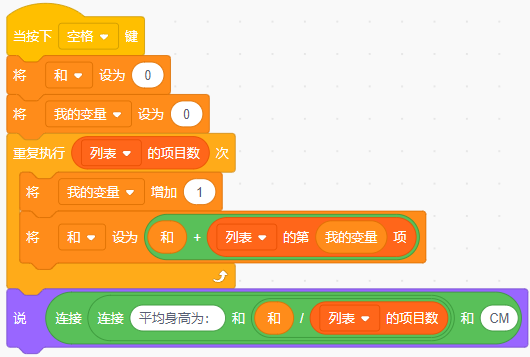 当按下 空格 键
将 和 设为 0
将 我的变量 设为 0
重复执行 列表 的项目数 次
将 我的变量 增加 1
将 和 设为 和 + 列表 的第 我的变量 项
说 连接 连接 平均身高为： 和 和 / 列表 的项目数 和 CM